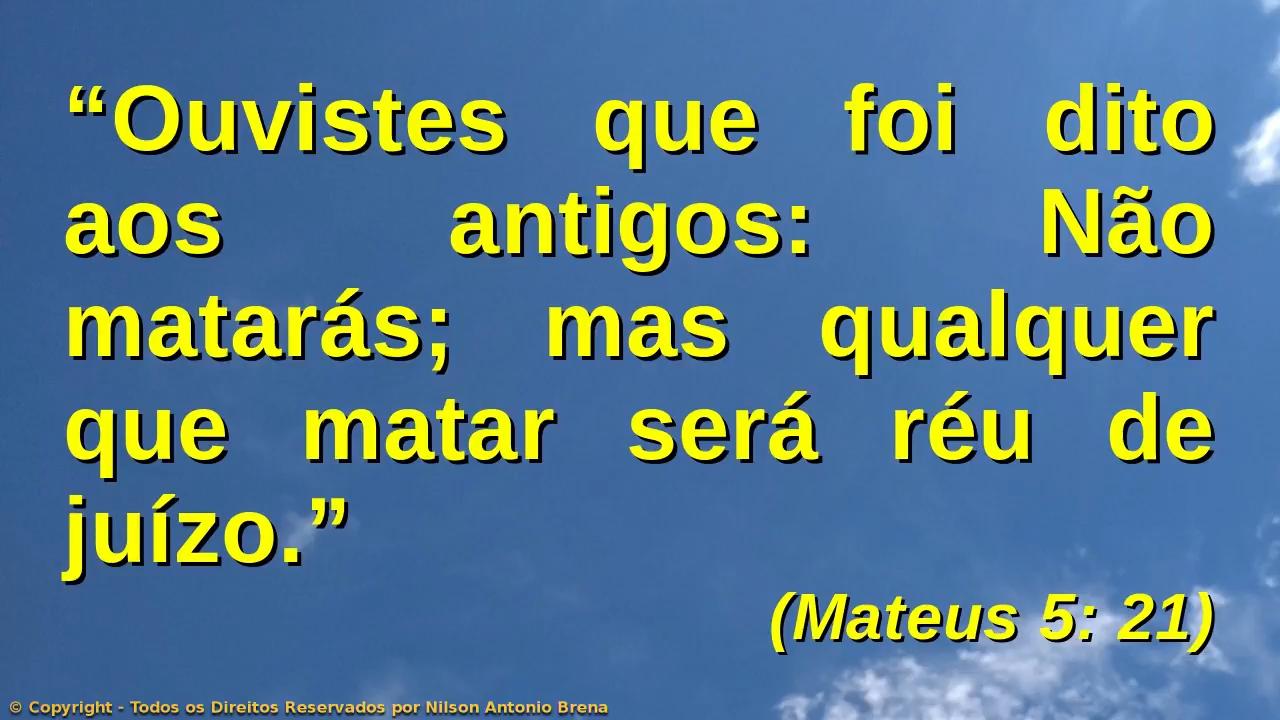 “Ouvistes que foi dito
aos antigos: Não
matarás; mas qualquer
que matar será réu de
juízo.”
(Mateus 5: 21)
© Copyright - Todos os Direitos Reservados por Nilson Antonio Brena